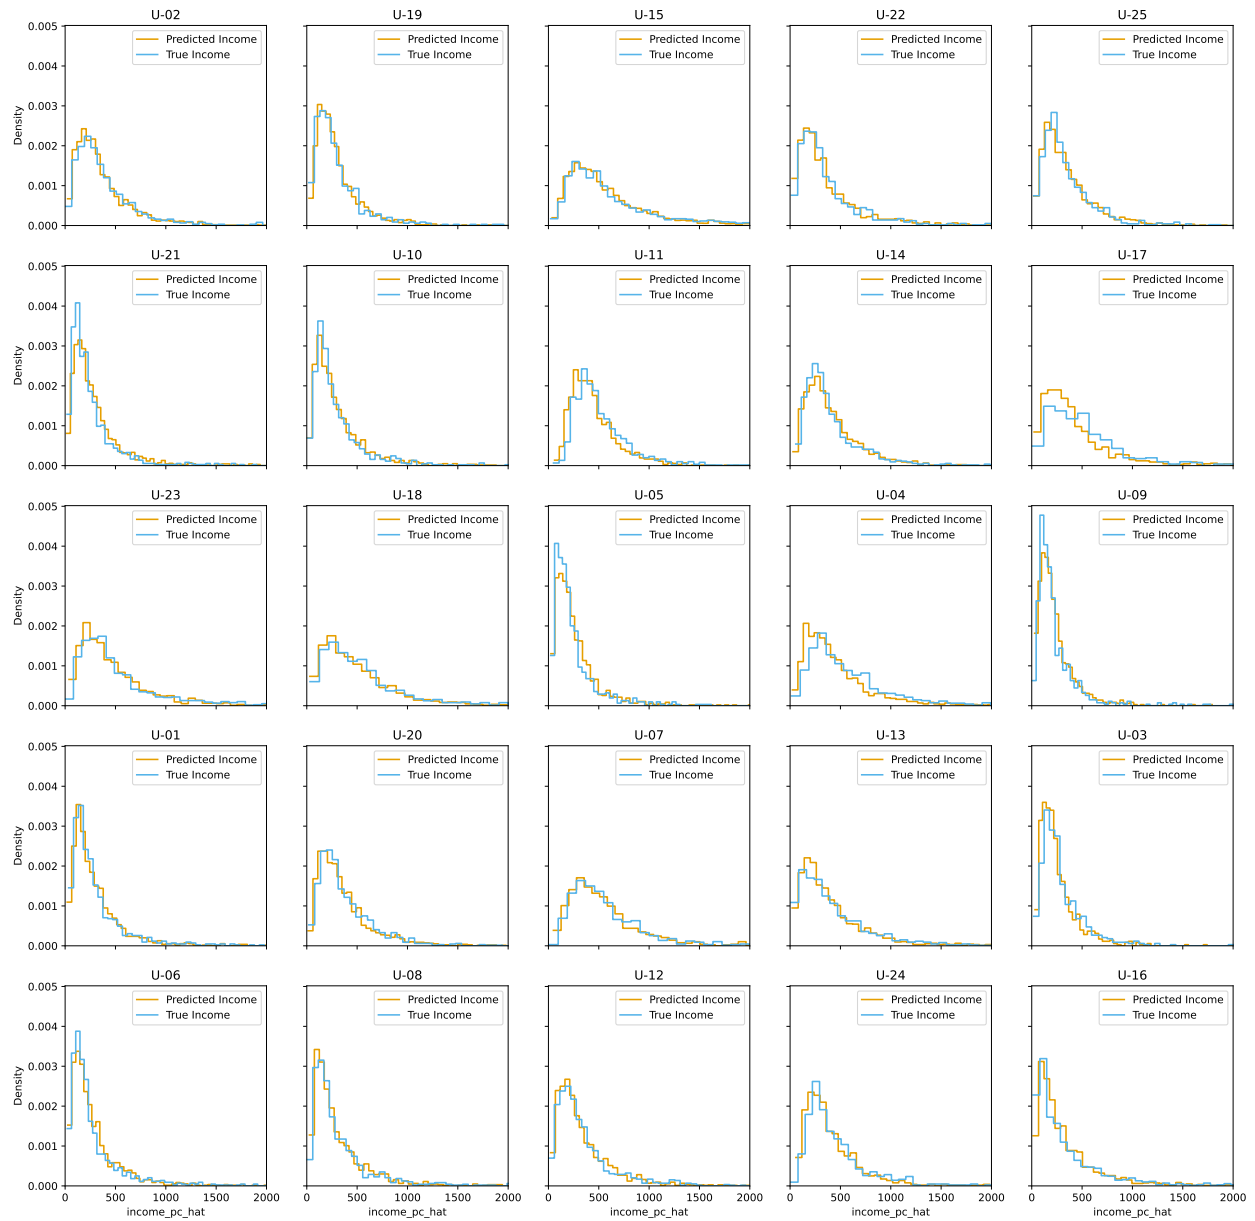 U-02 U-19 U-15 U-22 U-25
Predicted Income Predicted Income Predicted Income Predicted Income Predicted Income
True Income True Income True Income True Income True Income
0.005
0.004
0.003
0.002
0.001
0.000
Density
0 500 1000 1500 2000 0 500 1000 1500 2000 0 500 1000 1500 2000 0 500 1000 1500 2000 0 500 1000 1500 2000
U-21 U-10 U-11 U-14 U-17
Predicted Income Predicted Income Predicted Income Predicted Income Predicted Income
True Income True Income True Income True Income True Income
0.005
0.004
0.003
0.002
0.001
0.000
Density
U-23 U-18 U-05 U-04 U-09
Predicted Income Predicted Income Predicted Income Predicted Income Predicted Income
True Income True Income True Income True Income True Income
0.005
0.004
0.003
0.002
0.001
0.000
Density
U-01 U-20 U-07 U-13 U-03
Predicted Income Predicted Income Predicted Income Predicted Income Predicted Income
True Income True Income True Income True Income True Income
0.005
0.004
0.003
0.002
0.001
0.000
Density
U-06 U-08 U-12 U-24 U-16
Predicted Income Predicted Income Predicted Income Predicted Income Predicted Income
True Income True Income True Income True Income True Income
0.005
0.004
0.003
0.002
0.001
0.000
Density
income_pc_hat income_pc_hat income_pc_hat income_pc_hat income_pc_hat